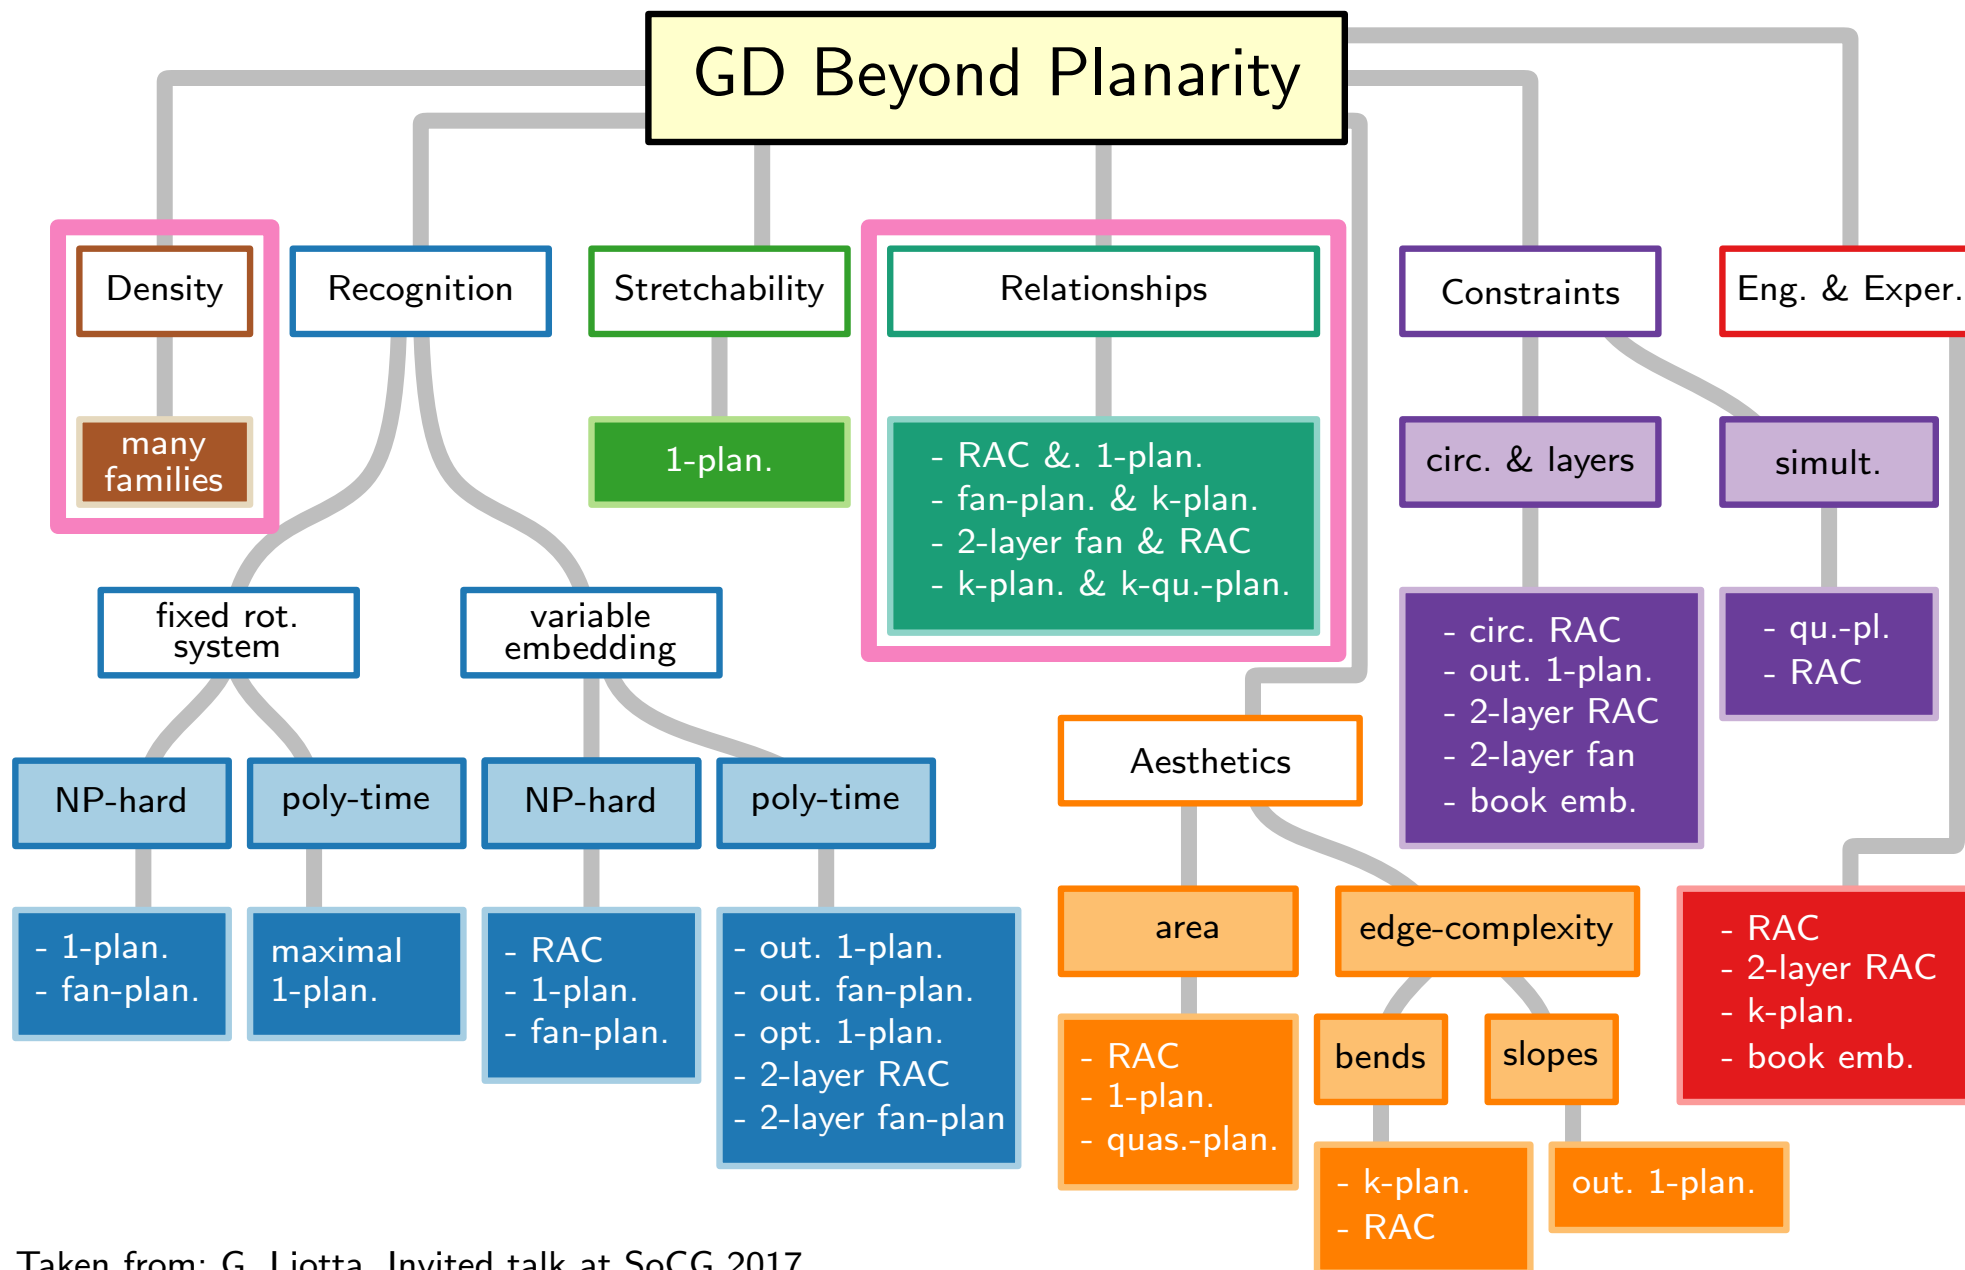 GD Beyond Planarity
Density
Recognition
Stretchability
Relationships
Constraints
Eng. & Exper.
many
families
1-plan.
- RAC &. 1-plan.
- fan-plan. & k-plan.
- 2-layer fan & RAC
- k-plan. & k-qu.-plan.
circ. & layers
simult.
fixed rot.
system
variable
embedding
- circ. RAC
- out. 1-plan.
- 2-layer RAC
- 2-layer fan
- book emb.
- qu.-pl.
- RAC
NP-hard
poly-time
NP-hard
poly-time
Aesthetics
- 1-plan.
- fan-plan.
maximal
1-plan.
- RAC
- 1-plan.
- fan-plan.
- out. 1-plan.
- out. fan-plan.
- opt. 1-plan.
- 2-layer RAC
- 2-layer fan-plan
area
edge-complexity
- RAC
- 2-layer RAC
- k-plan.
- book emb.
- RAC
- 1-plan.
- quas.-plan.
bends
slopes
- k-plan.
- RAC
out. 1-plan.
Taken from: G. Liotta, Invited talk at SoCG 2017